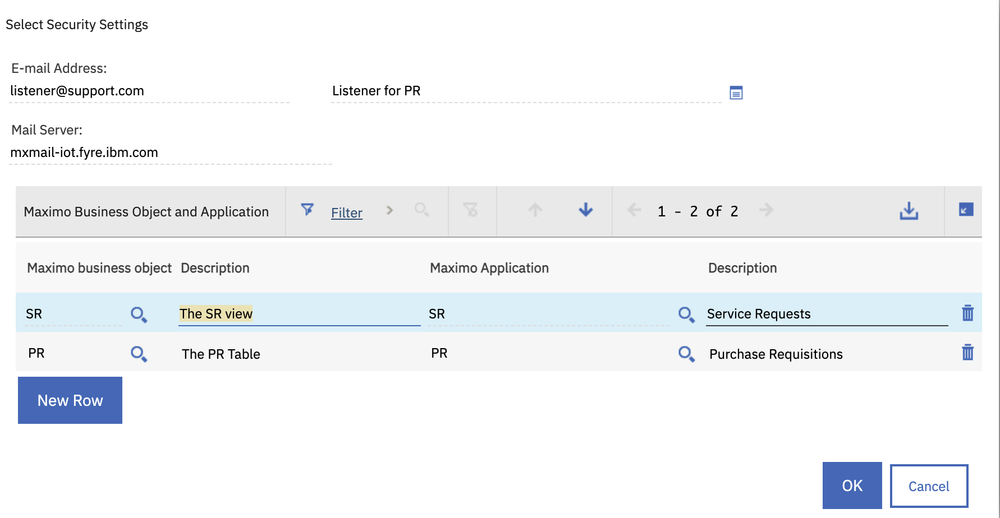 Select Security Settings
E-mail Address:
listener@support.com Listener for PR
Mail Server:
mxmail-iot.fyre.ibm.com
Maximo Business Object and Application Filter 1 - 2 of 2
Maximo business object Description Maximo Application Description
SR The SR view SR Service Requests
PR The PR Table PR Purchase Requisitions
New Row
OK Cancel